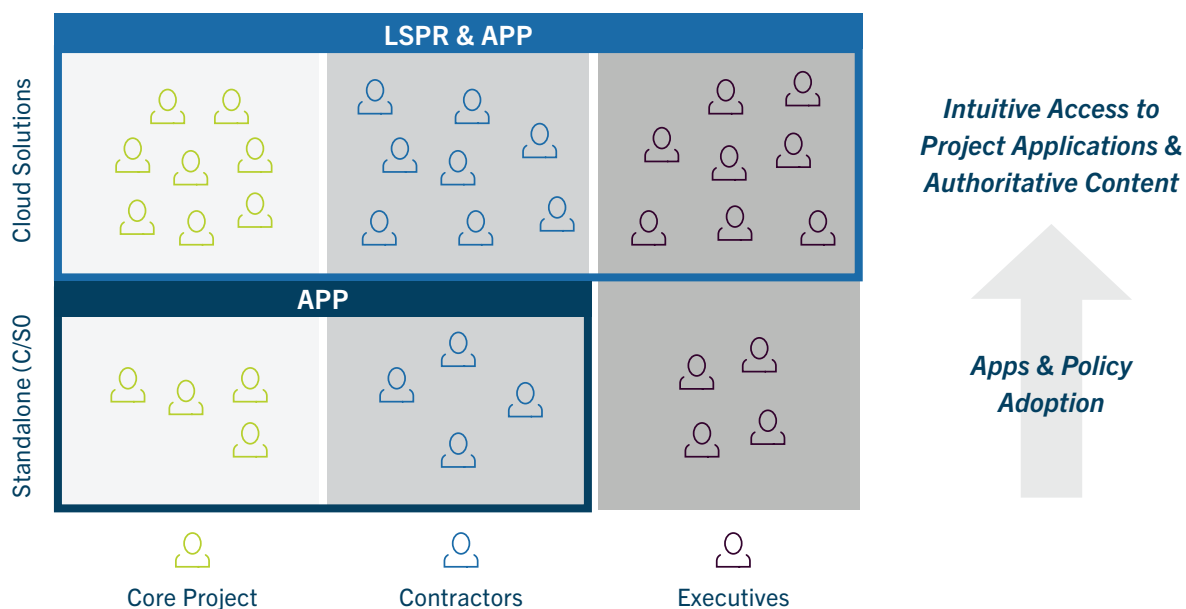 LSPR & APP
Cloud Solutions
Intuitive Access to
Project Applications &
Authoritative Content
APP
Standalone (C/S0
Apps & Policy
Adoption
Core Project
Contractors
Executives